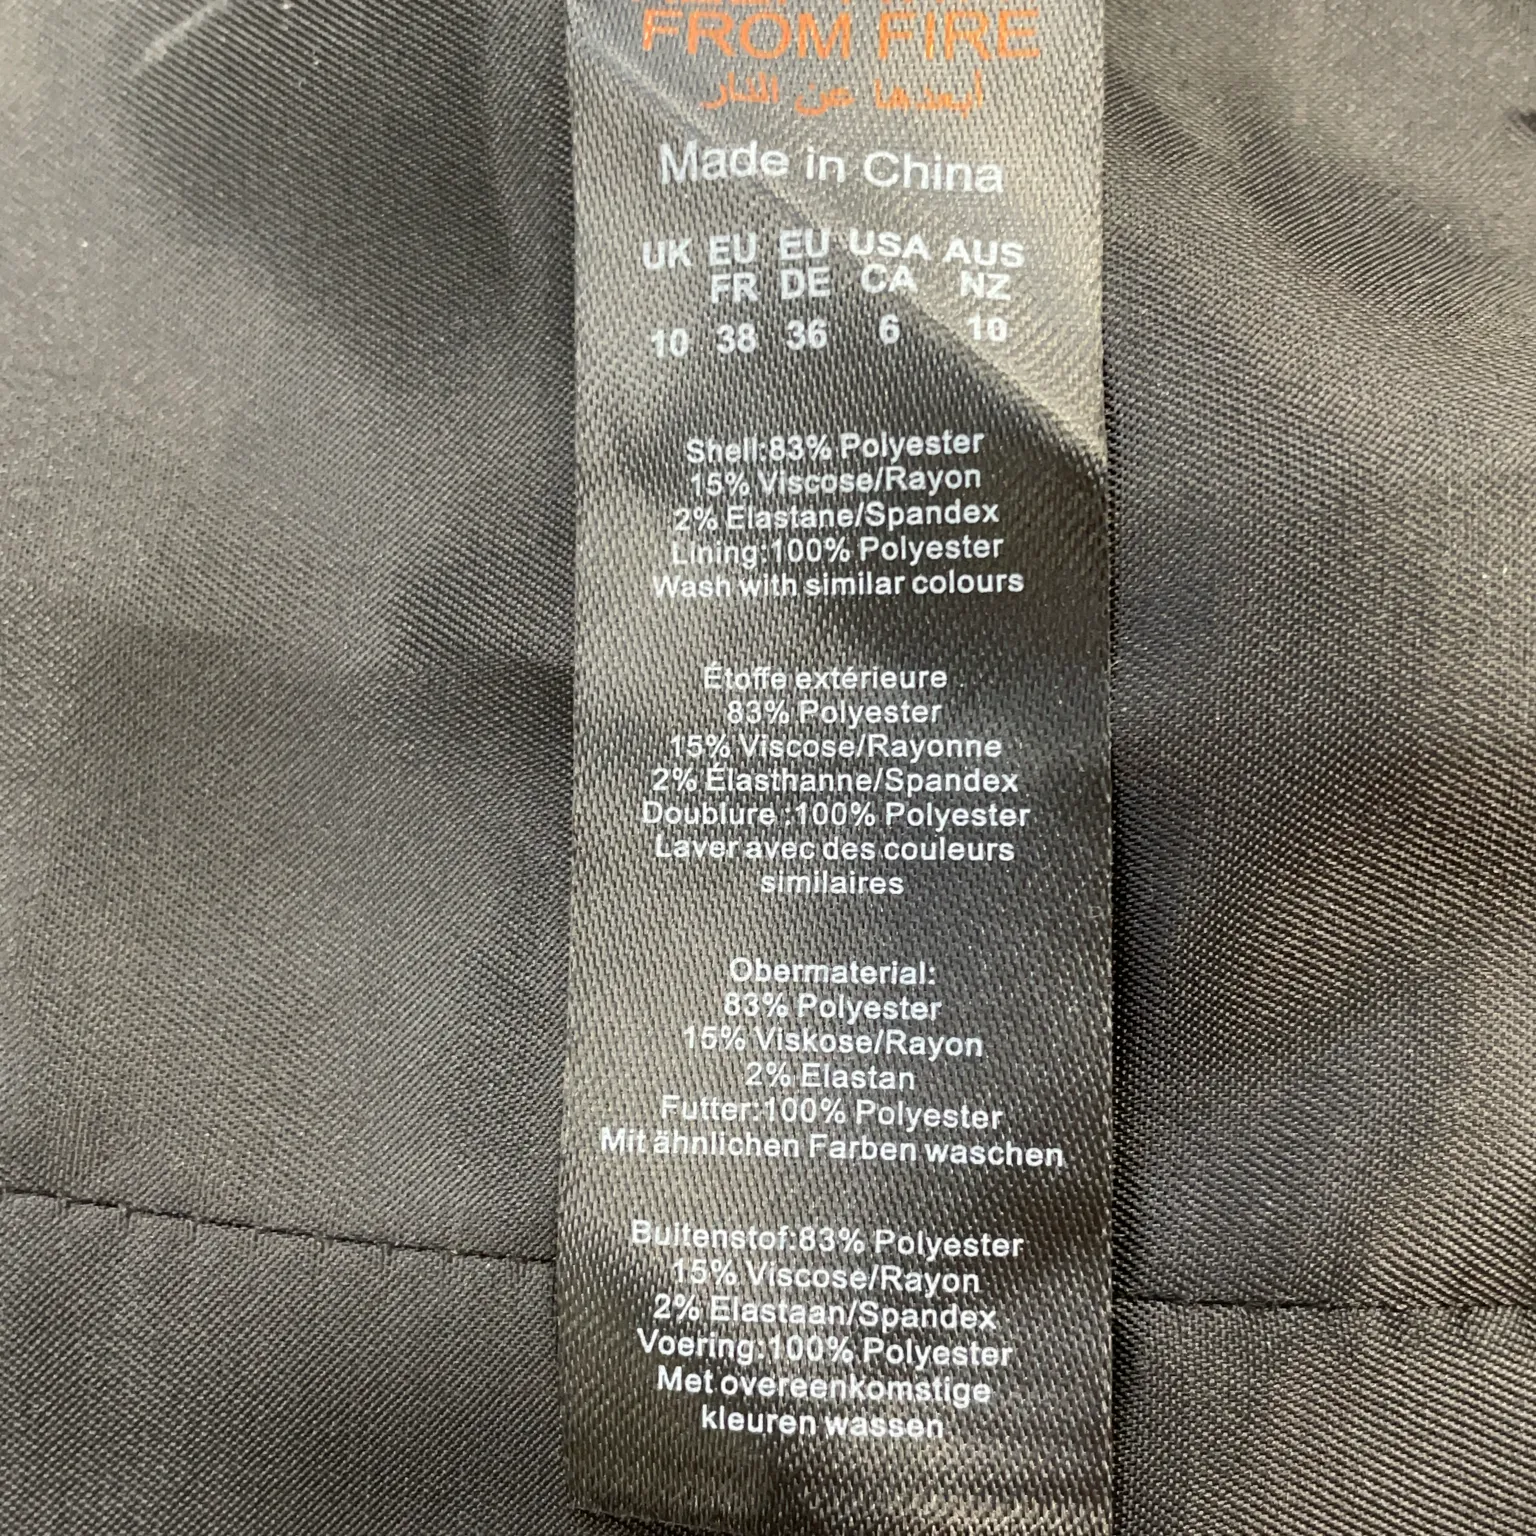 FROM FIRE
أبعدها عن النار
Made in China
UK EU EU USA AUS
FR DE CA NZ
10 38 36 6 10
Shell:83% Polyester
15% Viscose/Rayon
2% Elastane/Spandex
Lining:100% Polyester
Wash with similar colours
Étoffe extérieure
83% Polyester
15% Viscose/Rayonne
2% Élasthanne/Spandex
Doublure :100% Polyester
Laver avec des couleurs
similaires
Obermaterial:
83% Polyester
15% Viskose/Rayon
2% Elastan
Futter:100% Polyester
Mit ähnlichen Farben waschen
Buitenstof:83% Polyester
15% Viscose/Rayon
2% Elastaan/Spandex
Voering:100% Polyester
Met overeenkomstige
kleuren wassen